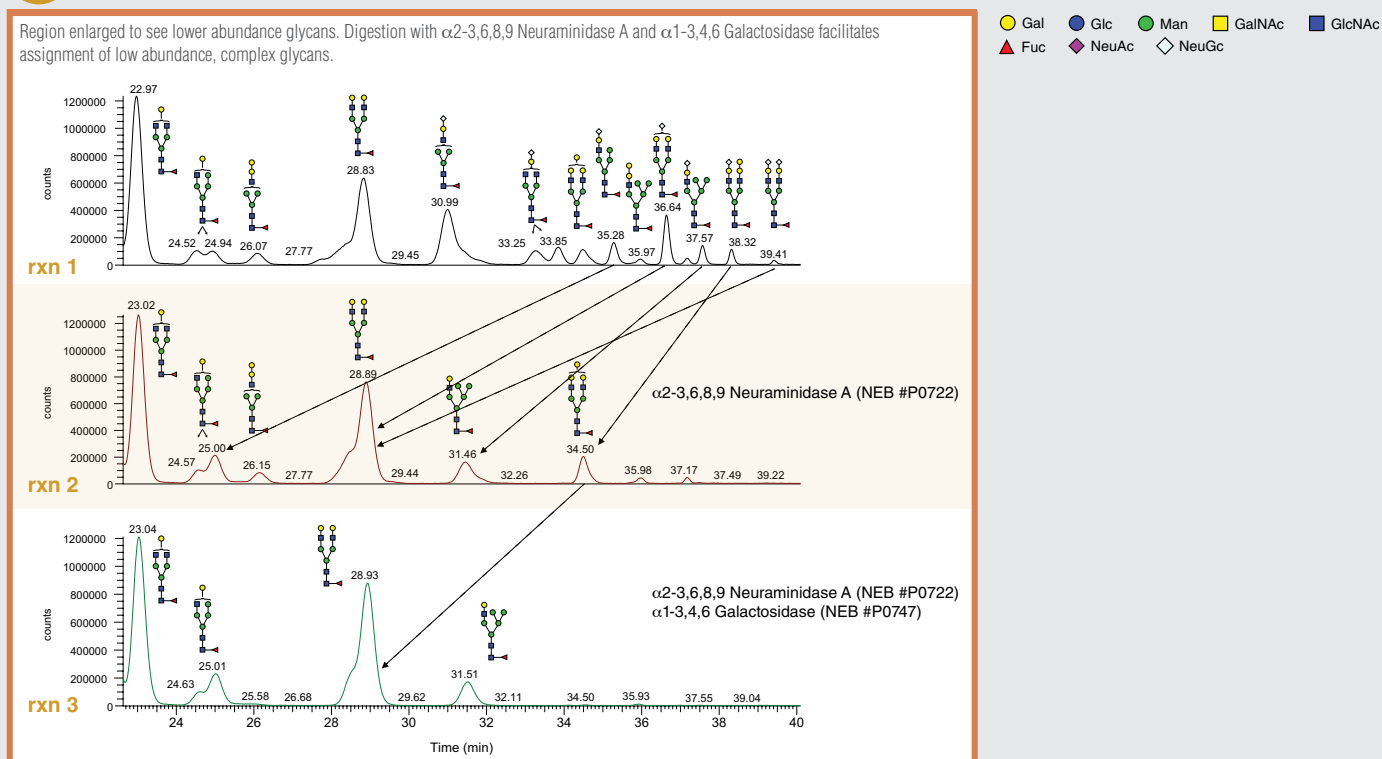 Region enlarged to see lower abundance glycans. Digestion with α2-3,6,8,9 Neuraminidase A and α1-3,4,6 Galactosidase facilitates
assignment of low abundance, complex glycans.
Gal Glc Man GalNAc GlcNAc
Fuc NeuAc NeuGc
22.97
1200000
1000000
800000
600000
400000
200000
0
counts
24.52 24.94 26.07 27.77 28.83 29.45 30.99 33.25 33.85 35.28 35.97 36.64 37.57 38.32 39.41
rxn 1
23.02
1200000
1000000
800000
600000
400000
200000
0
counts
24.57 25.00 26.15 27.77 28.89 29.44 31.46 32.26 34.50 35.98 37.17 37.49 39.22
α2-3,6,8,9 Neuraminidase A (NEB #P0722)
rxn 2
23.04
1200000
1000000
800000
600000
400000
200000
0
counts
24.63 25.01 25.58 26.68 28.93 29.62 31.51 32.11 34.50 35.93 37.55 39.04
α2-3,6,8,9 Neuraminidase A (NEB #P0722)
α1-3,4,6 Galactosidase (NEB #P0747)
rxn 3
24 26 28 30 32 34 36 38 40
Time (min)